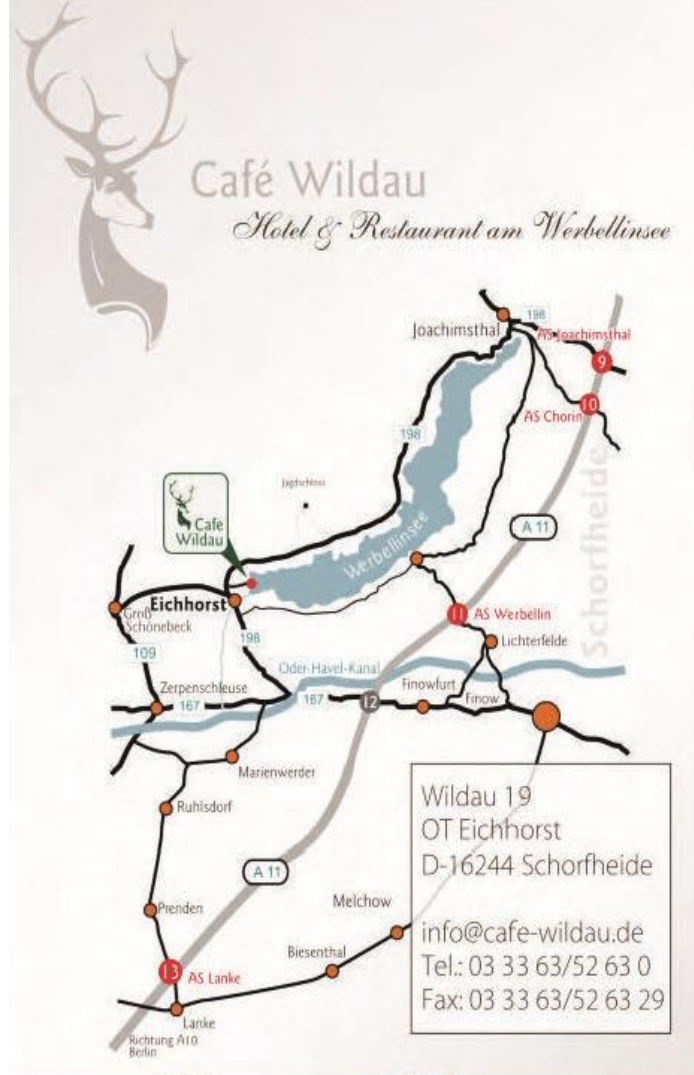 Café Wildau
Hotel & Restaurant am Werbellinsee
198
Joachimsthal
AS Joachimsthal
9
10
AS Chorin
198
Schorfheide
Jagdschloss
Cafe
Wildau
A 11
Werbellinsee
Eichhorst
Groß
Schönebeck
11 AS Werbellin
198
Lichterfelde
109
Oder-Havel-Kanal
Zerpenschleuse
Finowfurt
167
167
12
Finow
Marienwerder
Ruhlsdorf
A 11
Melchow
Prenden
Biesenthal
13 AS Lanke
Lanke
Richtung A10
Berlin
Wildau 19
OT Eichhorst
D-16244 Schorfheide
info@cafe-wildau.de
Tel.: 03 33 63/52 63 0
Fax: 03 33 63/52 63 29